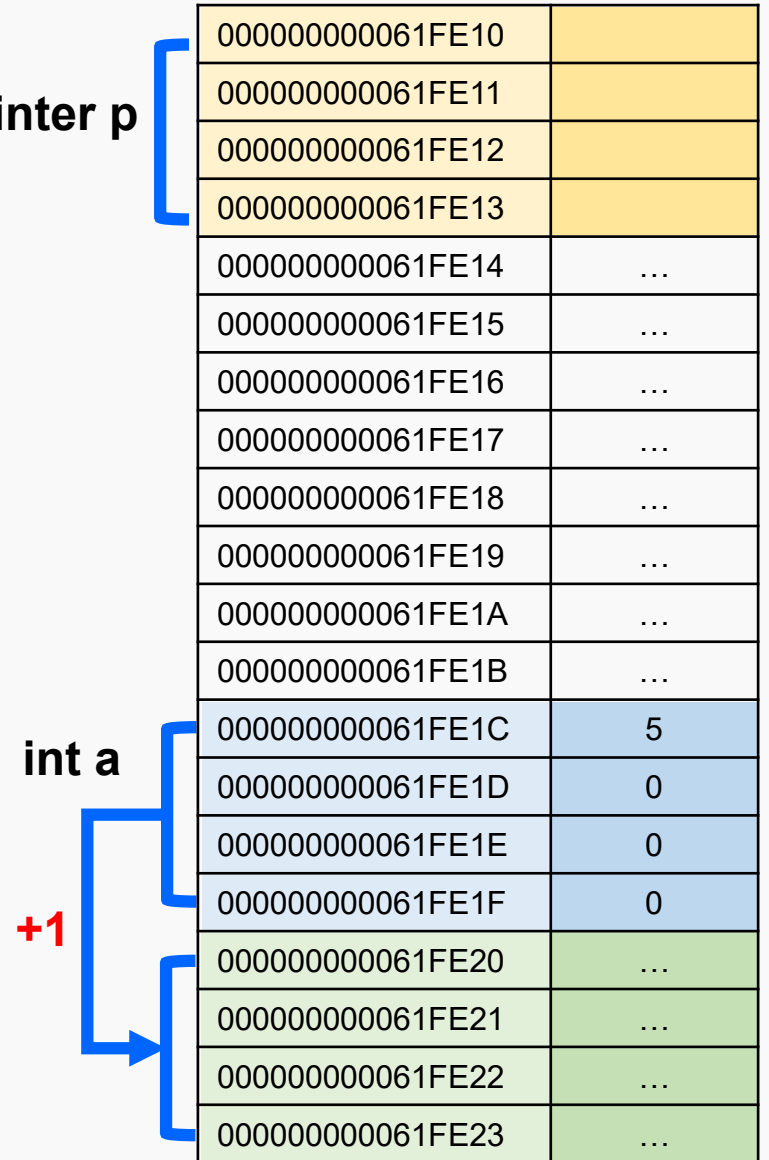 000000000061FE10
000000000061FE11
inter p
000000000061FE12
000000000061FE13
000000000061FE14 …
000000000061FE15 …
000000000061FE16 …
000000000061FE17 …
000000000061FE18 …
000000000061FE19 …
000000000061FE1A …
000000000061FE1B …
000000000061FE1C 5
int a
000000000061FE1D 0
000000000061FE1E 0
000000000061FE1F 0
+1
000000000061FE20 …
000000000061FE21 …
000000000061FE22 …
000000000061FE23 …